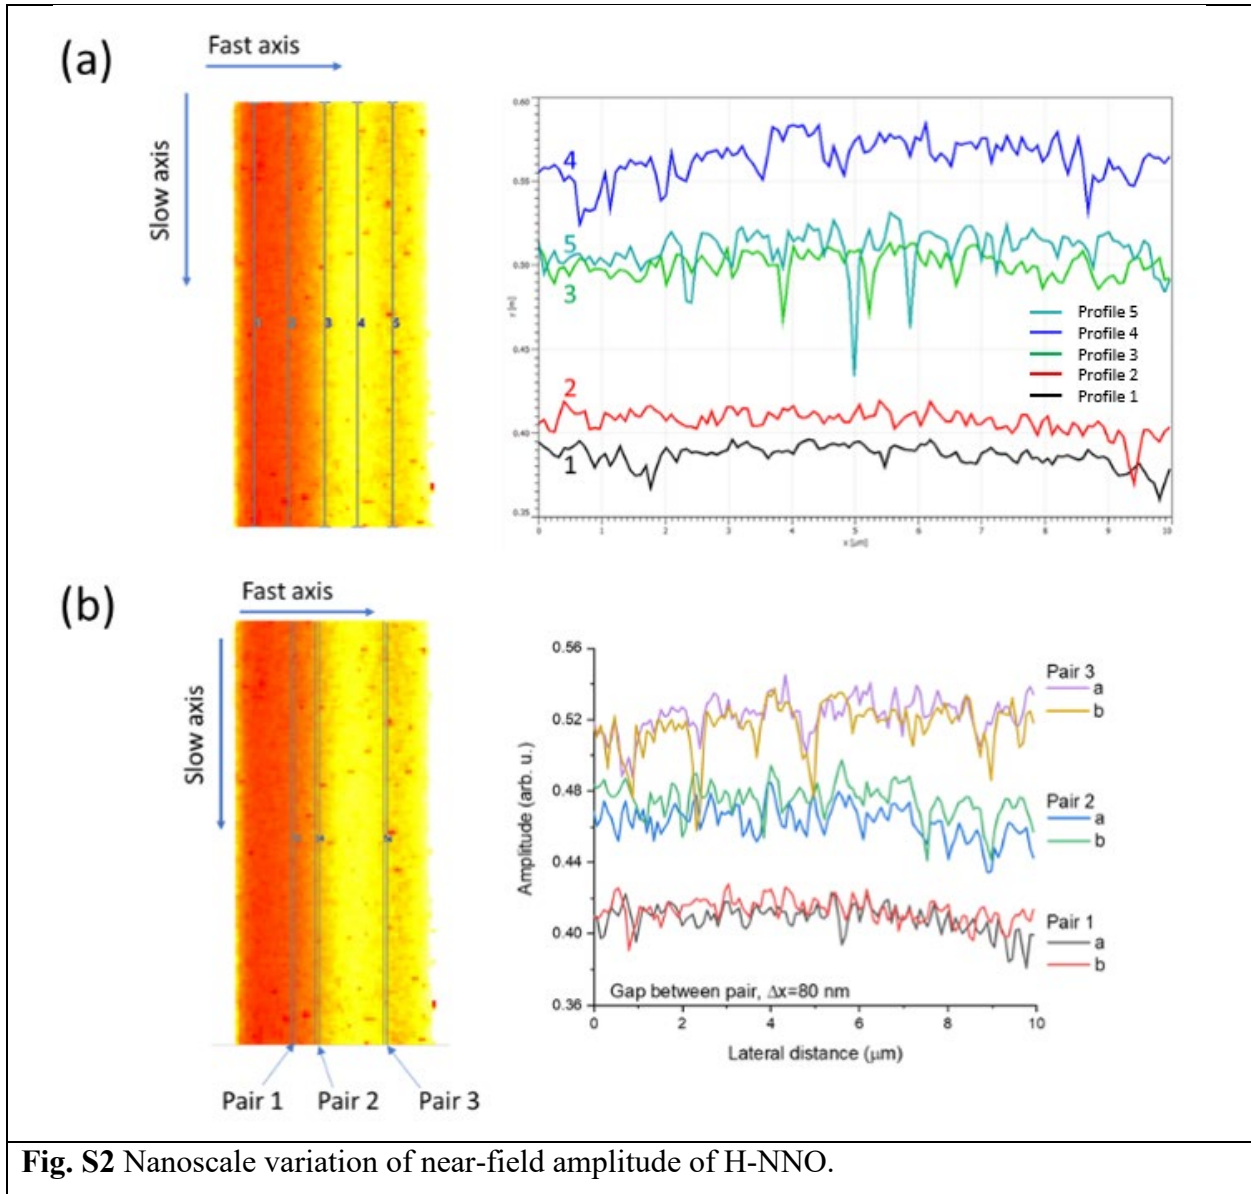 (a)
Fast axis
Slow axis
1 2 3 4 5
0.60
0.55
0.50
0.45
0.40
0.35
4
5
3
2
1
Profile 5
Profile 4
Profile 3
Profile 2
Profile 1
0 1 2 3 4 5 6 7 8 9 10
x [µm]
(b)
Fast axis
Slow axis
Pair 1 Pair 2 Pair 3
0.56
0.52
0.48
0.44
0.40
0.36
Amplitude (arb. u.)
Pair 3
a
b
Pair 2
a
b
Pair 1
a
b
Gap between pair, Δx=80 nm
0 2 4 6 8 10
Lateral distance (µm)
Fig. S2 Nanoscale variation of near-field amplitude of H-NNO.